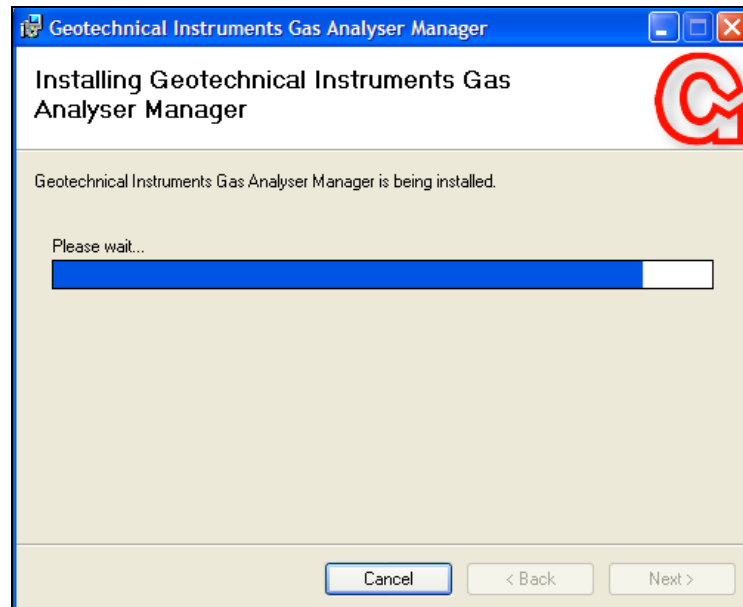 Geotechnical Instruments Gas Analyser Manager
Installing Geotechnical Instruments Gas
Analyser Manager
Geotechnical Instruments Gas Analyser Manager is being installed.
Please wait...
Cancel
< Back
Next >